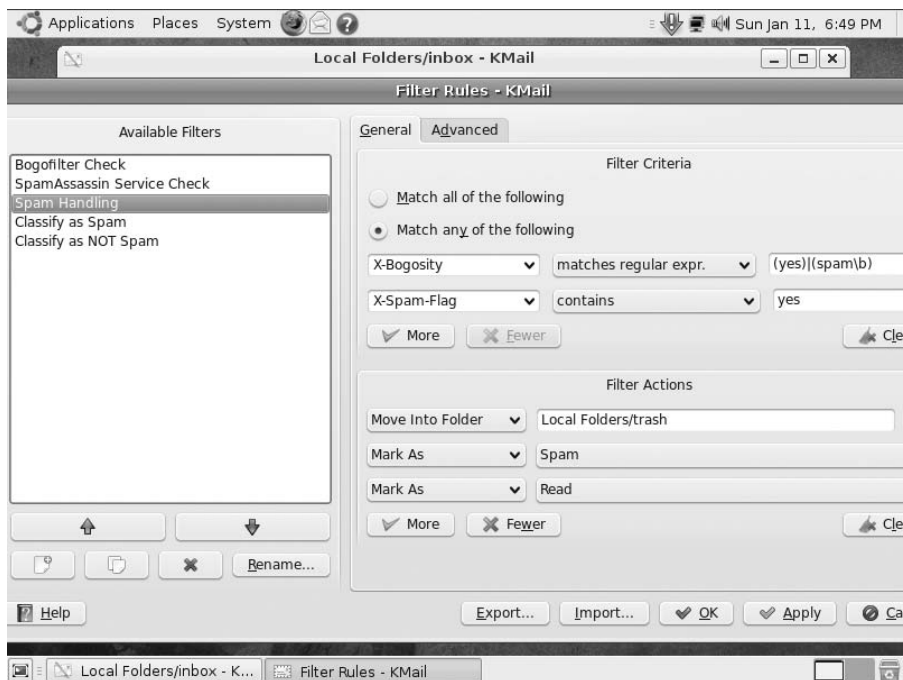 Applications Places System Sun Jan 11, 6:49 PM
Local Folders/inbox - KMail
Filter Rules - KMail
Available Filters
Bogofilter Check
SpamAssassin Service Check
Spam Handling
Classify as Spam
Classify as NOT Spam
Rename...
General Advanced
Filter Criteria
Match all of the following
Match any of the following
X-Bogosity matches regular expr. (yes)|(spam\b)
X-Spam-Flag contains yes
More Fewer Cle
Filter Actions
Move Into Folder Local Folders/trash
Mark As Spam
Mark As Read
More Fewer Cle
Help Export... Import... OK Apply Ca
Local Folders/inbox - K... Filter Rules - KMail